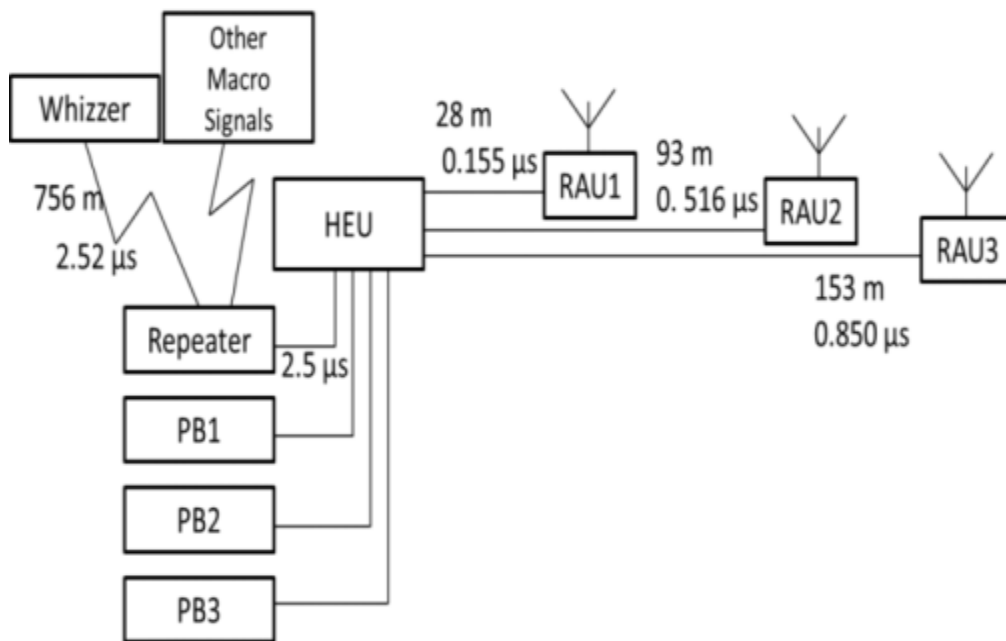 Other
Macro
Signals
Whizzer
28 m
0.155 µs
RAU1
93 m
0. 516 µs
RAU2
RAU3
756 m
2.52 µs
HEU
153 m
0.850 µs
Repeater
2.5 µs
PB1
PB2
PB3